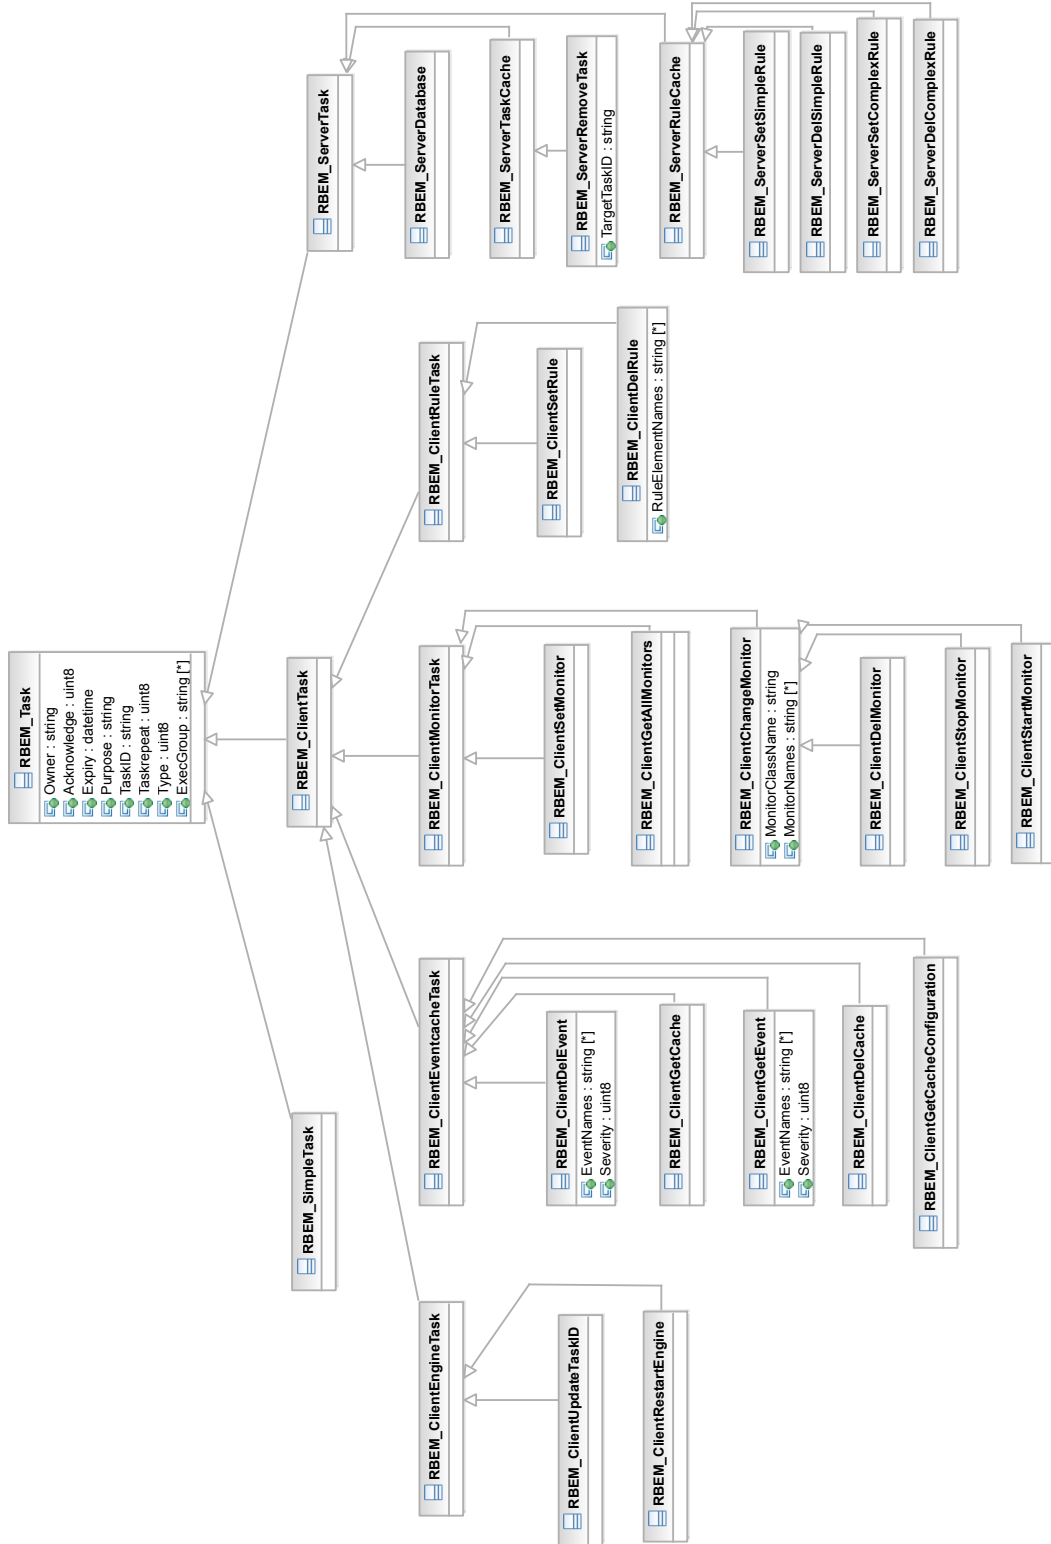 RBEM_Task
Owner : string
Acknowledge : uint8
Expiry : datetime
Purpose : string
TaskID : string
Taskrepeat : uint8
Type : uint8
ExecGroup : string [*]
RBEM_SimpleTask
RBEM_ClientTask
RBEM_ServerTask
RBEM_ClientEngineTask
RBEM_ClientUpdateTaskID
RBEM_ClientRestartEngine
RBEM_ClientEventcacheTask
RBEM_ClientDelEvent
EventNames : string [*]
Severity : uint8
RBEM_ClientGetCache
RBEM_ClientGetEvent
EventNames : string [*]
Severity : uint8
RBEM_ClientDelCache
RBEM_ClientGetCacheConfiguration
RBEM_ClientMonitorTask
RBEM_ClientSetMonitor
RBEM_ClientGetAllMonitors
RBEM_ClientChangeMonitor
MonitorClassName : string
MonitorNames : string [*]
RBEM_ClientDelMonitor
RBEM_ClientStopMonitor
RBEM_ClientStartMonitor
RBEM_ClientRuleTask
RBEM_ClientSetRule
RBEM_ClientDelRule
RuleElementNames : string [*]
RBEM_ServerDatabase
RBEM_ServerTaskCache
RBEM_ServerRemoveTask
TargetTaskID : string
RBEM_ServerRuleCache
RBEM_ServerSetSimpleRule
RBEM_ServerDelSimpleRule
RBEM_ServerSetComplexRule
RBEM_ServerDelComplexRule